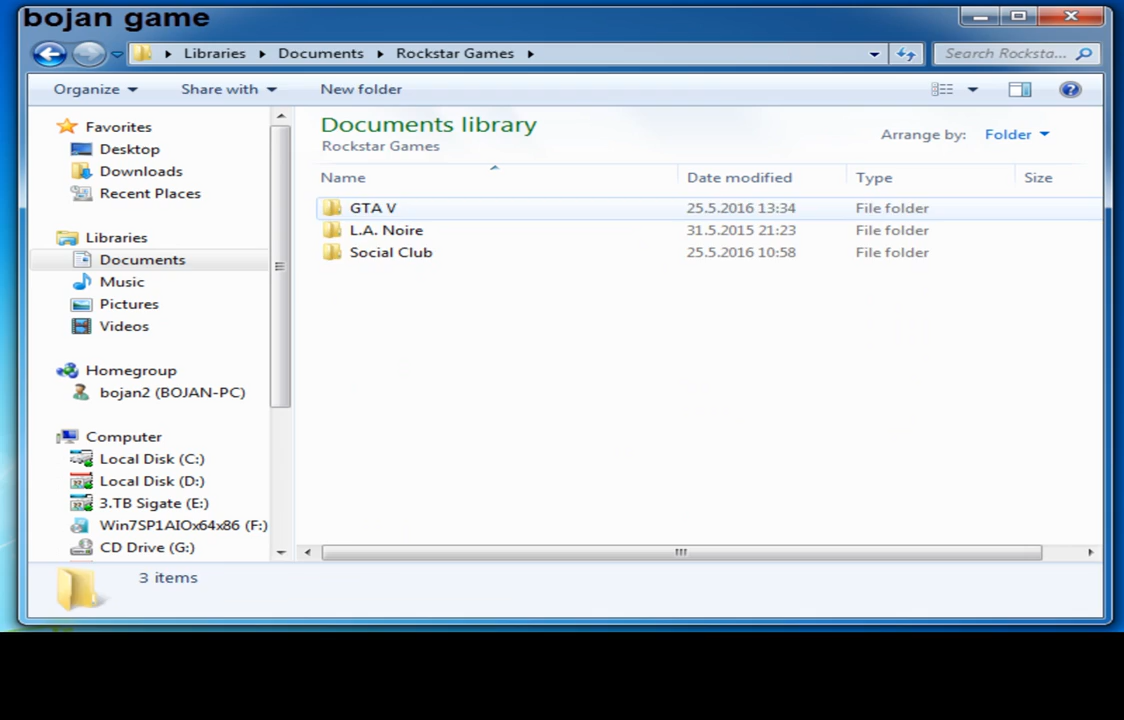 bojan game
Libraries Documents Rockstar Games
Search Rocksta...
Organize Share with New folder
Favorites
Desktop
Downloads
Recent Places
Libraries
Documents
Music
Pictures
Videos
Homegroup
bojan2 (BOJAN-PC)
Computer
Local Disk (C:)
Local Disk (D:)
3.TB Sigate (E:)
Win7SP1AIOx64x86 (F:)
CD Drive (G:)
Documents library
Rockstar Games
Arrange by: Folder
Name Date modified Type Size
GTA V 25.5.2016 13:34 File folder
L.A. Noire 31.5.2015 21:23 File folder
Social Club 25.5.2016 10:58 File folder
3 items